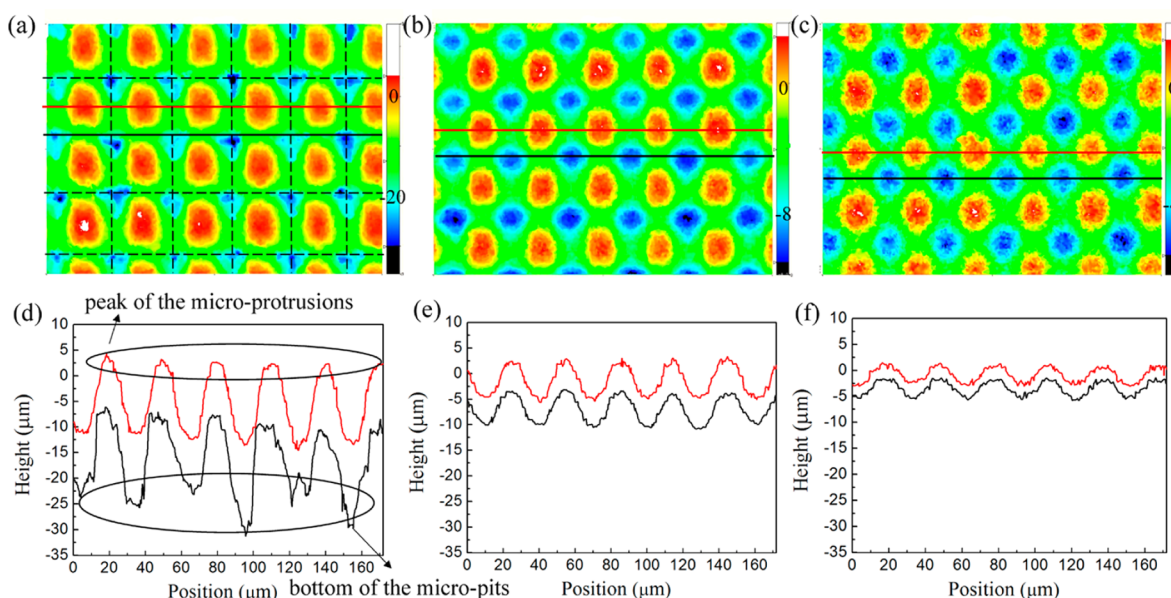 (a)
0
-20
(b)
0
-8
(c)
peak of the micro-protrusions
(d)
10
5
0
-5
-10
-15
-20
-25
-30
-35
Height (μm)
0 20 40 60 80 100 120 140 160
Position (μm)
bottom of the micro-pits
(e)
10
5
0
-5
-10
-15
-20
-25
-30
-35
Height (μm)
0 20 40 60 80 100 120 140 160
Position (μm)
(f)
10
5
0
-5
-10
-15
-20
-25
-30
-35
Height (μm)
0 20 40 60 80 100 120 140 160
Position (μm)